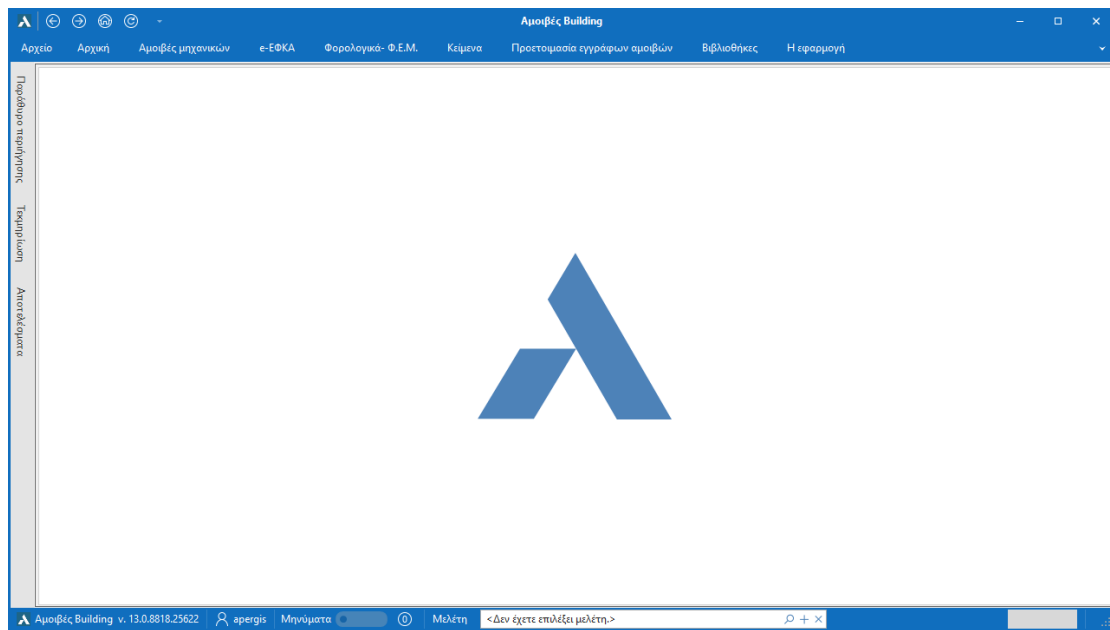 Αμοιβές Building
Αρχείο Αρχική Αμοιβές μηχανικών e-ΕΦΚΑ Φορολογικά- Φ.Ε.Μ. Κείμενα Προετοιμασία εγγράφων αμοιβών Βιβλιοθήκες Η εφαρμογή
Παράθυρο περιήγησης
Τεκμηρίωση
Αποτελέσματα
Αμοιβές Building v. 13.0.8818.25622 apergis Μηνύματα 0 Μελέτη <Δεν έχετε επιλέξει μελέτη.>